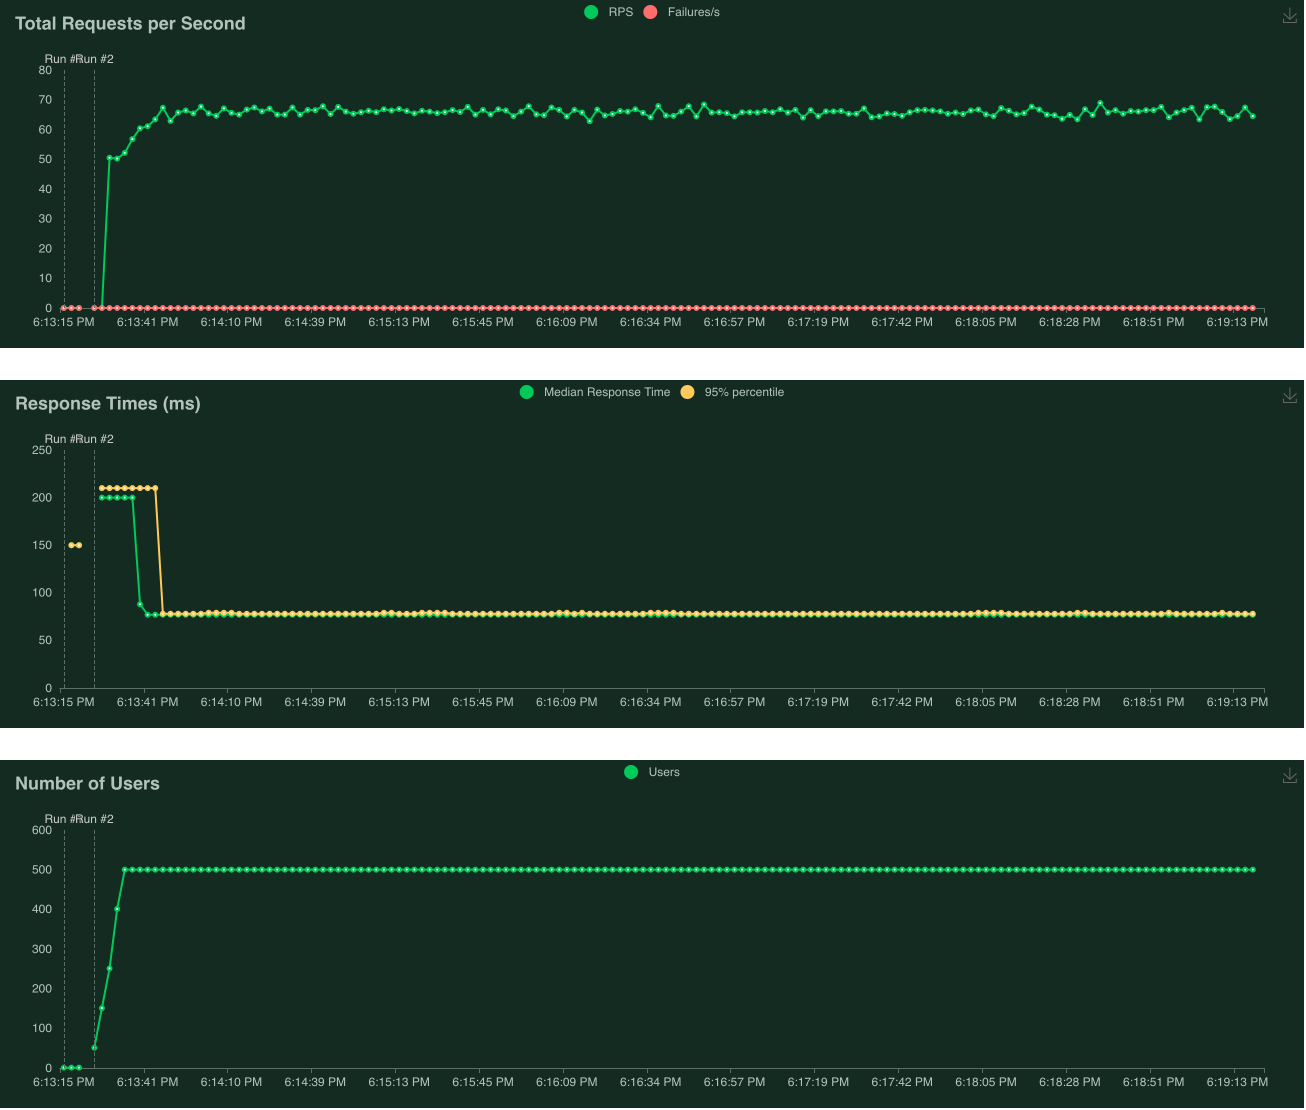 Total Requests per Second
RPS Failures/s
Run # Run #2
80
70
60
50
40
30
20
10
0
6:13:15 PM 6:13:41 PM 6:14:10 PM 6:14:39 PM 6:15:13 PM 6:15:45 PM 6:16:09 PM 6:16:34 PM 6:16:57 PM 6:17:19 PM 6:17:42 PM 6:18:05 PM 6:18:28 PM 6:18:51 PM 6:19:13 PM
Response Times (ms)
Median Response Time 95% percentile
Run # Run #2
250
200
150
100
50
0
6:13:15 PM 6:13:41 PM 6:14:10 PM 6:14:39 PM 6:15:13 PM 6:15:45 PM 6:16:09 PM 6:16:34 PM 6:16:57 PM 6:17:19 PM 6:17:42 PM 6:18:05 PM 6:18:28 PM 6:18:51 PM 6:19:13 PM
Number of Users
Users
Run # Run #2
600
500
400
300
200
100
0
6:13:15 PM 6:13:41 PM 6:14:10 PM 6:14:39 PM 6:15:13 PM 6:15:45 PM 6:16:09 PM 6:16:34 PM 6:16:57 PM 6:17:19 PM 6:17:42 PM 6:18:05 PM 6:18:28 PM 6:18:51 PM 6:19:13 PM